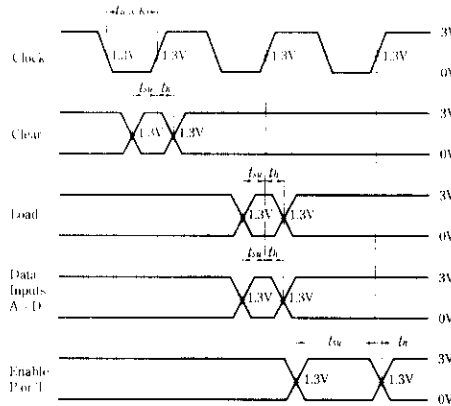 1.3V 1.3V 1.3V 1.3V 3V
Clock
0V
tsu th
Clear 1.3V 1.3V 3V
0V
tsu th
Load 1.3V 1.3V 3V
0V
tsu th
Data
Inputs
A - D
1.3V 1.3V 3V
0V
tsu th
Enable
P or T
1.3V 1.3V 3V
0V